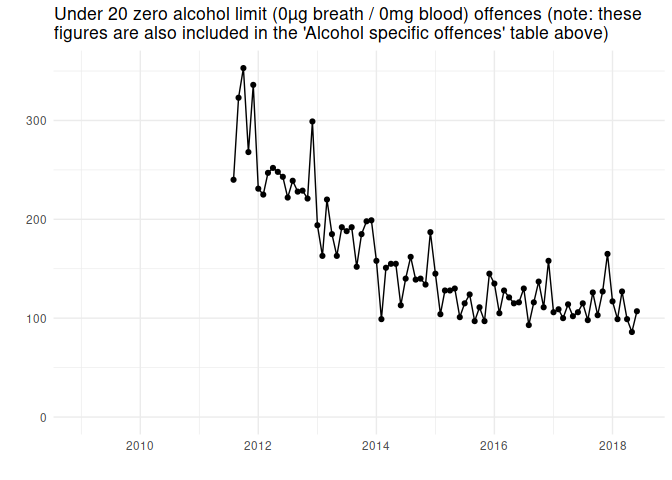 Under 20 zero alcohol limit (0µg breath / 0mg blood) offences (note: these
figures are also included in the 'Alcohol specific offences' table above)
300
200
100
0
2010 2012 2014 2016 2018